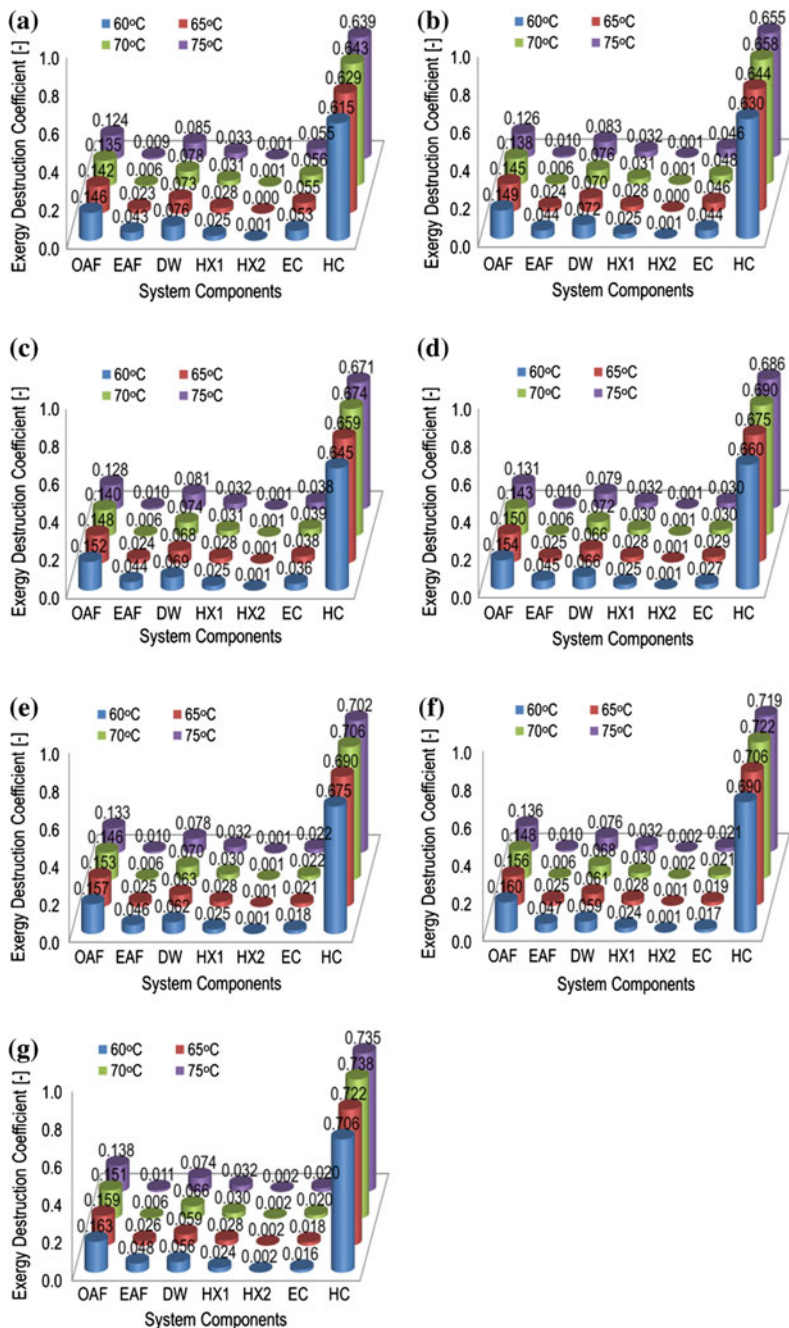 (a)
60ºC 65ºC
70ºC 75ºC
Exergy Destruction Coefficient [-]
1.0
0.8
0.6
0.4
0.2
0.0
0.124 0.009 0.085 0.033 0.001 0.055 0.639
0.135 0.006 0.078 0.031 0.001 0.056 0.643
0.142 0.023 0.073 0.028 0.000 0.055 0.629
0.146 0.043 0.076 0.025 0.001 0.053 0.615
OAF EAF DW HX1 HX2 EC HC
System Components
(b)
60ºC 65ºC
70ºC 75ºC
Exergy Destruction Coefficient [-]
1.0
0.8
0.6
0.4
0.2
0.0
0.126 0.010 0.083 0.032 0.001 0.046 0.655
0.138 0.006 0.076 0.031 0.001 0.048 0.658
0.145 0.024 0.070 0.028 0.000 0.046 0.644
0.149 0.044 0.072 0.025 0.001 0.044 0.630
OAF EAF DW HX1 HX2 EC HC
System Components
(c)
60ºC 65ºC
70ºC 75ºC
Exergy Destruction Coefficient [-]
1.0
0.8
0.6
0.4
0.2
0.0
0.128 0.010 0.081 0.032 0.001 0.038 0.671
0.140 0.006 0.074 0.031 0.001 0.039 0.674
0.148 0.024 0.068 0.028 0.001 0.038 0.659
0.152 0.044 0.069 0.025 0.001 0.036 0.645
OAF EAF DW HX1 HX2 EC HC
System Components
(d)
60ºC 65ºC
70ºC 75ºC
Exergy Destruction Coefficient [-]
1.0
0.8
0.6
0.4
0.2
0.0
0.131 0.010 0.079 0.032 0.001 0.030 0.686
0.143 0.006 0.072 0.030 0.001 0.030 0.690
0.150 0.025 0.066 0.028 0.001 0.029 0.675
0.154 0.045 0.066 0.025 0.001 0.027 0.660
OAF EAF DW HX1 HX2 EC HC
System Components
(e)
60ºC 65ºC
70ºC 75ºC
Exergy Destruction Coefficient [-]
1.0
0.8
0.6
0.4
0.2
0.0
0.133 0.010 0.078 0.032 0.001 0.022 0.702
0.146 0.006 0.070 0.030 0.001 0.022 0.706
0.153 0.025 0.063 0.028 0.001 0.021 0.690
0.157 0.046 0.062 0.025 0.001 0.018 0.675
OAF EAF DW HX1 HX2 EC HC
System Components
(f)
60ºC 65ºC
70ºC 75ºC
Exergy Destruction Coefficient [-]
1.0
0.8
0.6
0.4
0.2
0.0
0.136 0.010 0.076 0.032 0.002 0.021 0.719
0.148 0.006 0.068 0.030 0.002 0.021 0.722
0.156 0.025 0.061 0.028 0.001 0.019 0.706
0.160 0.047 0.059 0.024 0.001 0.017 0.690
OAF EAF DW HX1 HX2 EC HC
System Components
(g)
60ºC 65ºC
70ºC 75ºC
Exergy Destruction Coefficient [-]
1.0
0.8
0.6
0.4
0.2
0.0
0.138 0.011 0.074 0.032 0.002 0.020 0.735
0.151 0.006 0.066 0.030 0.002 0.020 0.738
0.159 0.026 0.059 0.028 0.002 0.018 0.722
0.163 0.048 0.056 0.024 0.002 0.016 0.706
OAF EAF DW HX1 HX2 EC HC
System Components